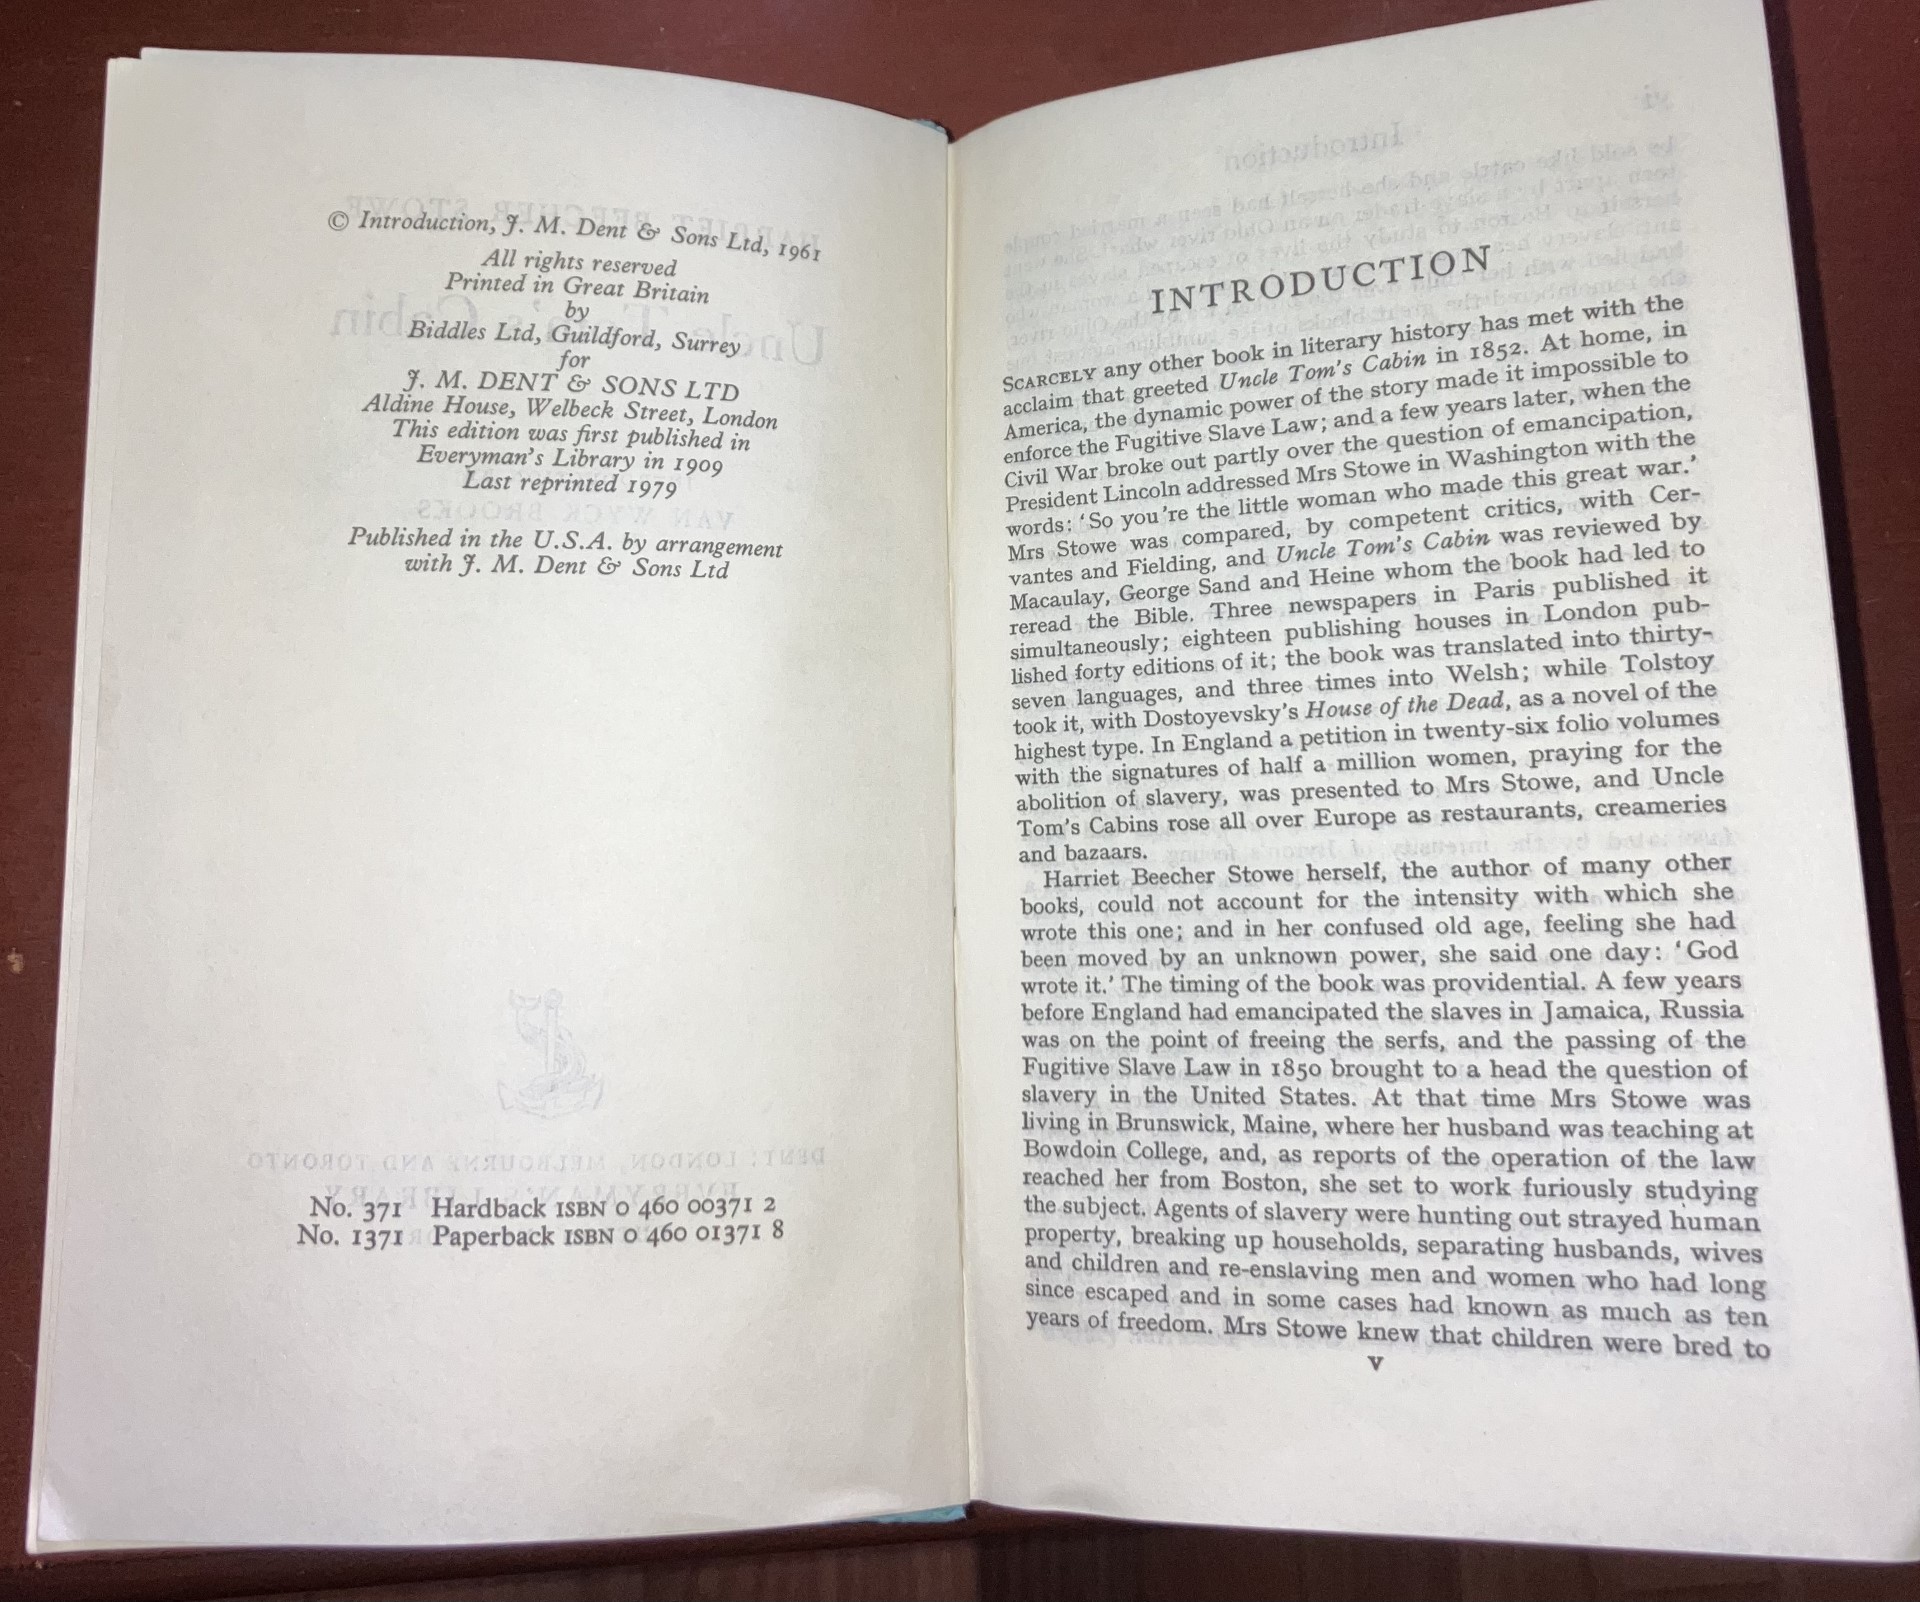 © Introduction, J. M. Dent & Sons Ltd, 1961
All rights reserved
Printed in Great Britain
by
Biddles Ltd, Guildford, Surrey
for
J. M. DENT & SONS LTD
Aldine House, Welbeck Street, London
This edition was first published in
Everyman's Library in 1909
Last reprinted 1979
Published in the U.S.A. by arrangement
with J. M. Dent & Sons Ltd
No. 371 Hardback ISBN 0 460 00371 2
No. 1371 Paperback ISBN 0 460 01371 8
INTRODUCTION
SCARCELY any other book in literary history has met with the
acclaim that greeted Uncle Tom's Cabin in 1852. At home, in
America, the dynamic power of the story made it impossible to
enforce the Fugitive Slave Law; and a few years later, when the
Civil War broke out partly over the question of emancipation,
President Lincoln addressed Mrs Stowe in Washington with the
words: 'So you're the little woman who made this great war.'
Mrs Stowe was compared, by competent critics, with Cer-
vantes and Fielding, and Uncle Tom's Cabin was reviewed by
Macaulay, George Sand and Heine whom the book had led to
reread the Bible. Three newspapers in Paris published it
simultaneously; eighteen publishing houses in London pub-
lished forty editions of it; the book was translated into thirty-
seven languages, and three times into Welsh; while Tolstoy
took it, with Dostoyevsky's House of the Dead, as a novel of the
highest type. In England a petition in twenty-six folio volumes
with the signatures of half a million women, praying for the
abolition of slavery, was presented to Mrs Stowe, and Uncle
Tom's Cabins rose all over Europe as restaurants, creameries
and bazaars.
Harriet Beecher Stowe herself, the author of many other
books, could not account for the intensity with which she
wrote this one; and in her confused old age, feeling she had
been moved by an unknown power, she said one day: 'God
wrote it.' The timing of the book was providential. A few years
before England had emancipated the slaves in Jamaica, Russia
was on the point of freeing the serfs, and the passing of the
Fugitive Slave Law in 1850 brought to a head the question of
slavery in the United States. At that time Mrs Stowe was
living in Brunswick, Maine, where her husband was teaching at
Bowdoin College, and, as reports of the operation of the law
reached her from Boston, she set to work furiously studying
the subject. Agents of slavery were hunting out strayed human
property, breaking up households, separating husbands, wives
and children and re-enslaving men and women who had long
since escaped and in some cases had known as much as ten
years of freedom. Mrs Stowe knew that children were bred to
v